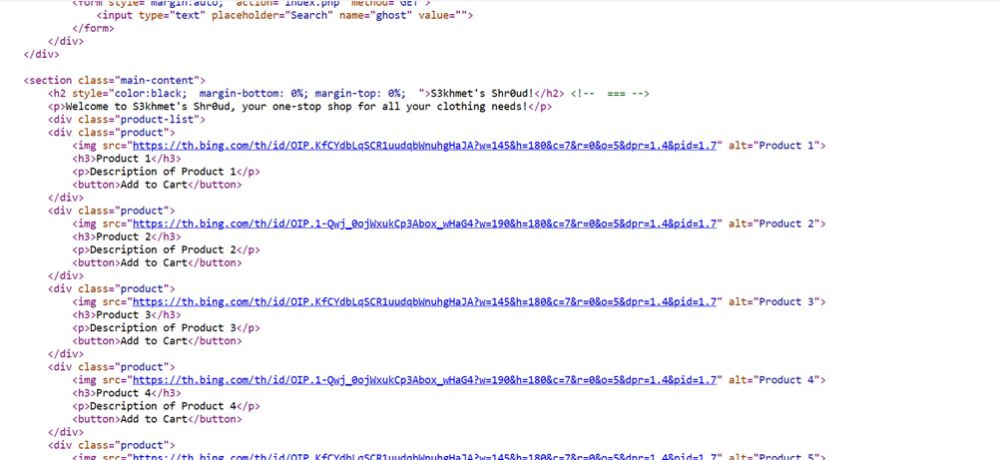 <form style="margin:auto;" action="index.php" method="GET">
<input type="text" placeholder="Search" name="ghost" value="">
</form>
</div>
</div>
<section class="main-content">
<h2 style="color:black;  margin-bottom: 0%; margin-top: 0%;  ">S3khmet's Shr0ud!</h2> <!--  === -->
<p>Welcome to S3khmet's Shr0ud, your one-stop shop for all your clothing needs!</p>
<div class="product-list">
<div class="product">
<img src="https://th.bing.com/th/id/OIP.KfCYdbLqSCR1uudqbWnuhgHaJA?w=145&h=180&c=7&r=0&o=5&dpr=1.4&pid=1.7" alt="Product 1">
<h3>Product 1</h3>
<p>Description of Product 1</p>
<button>Add to Cart</button>
</div>
<div class="product">
<img src="https://th.bing.com/th/id/OIP.1-Qwj_0ojWxukCp3Abox_wHaG4?w=190&h=180&c=7&r=0&o=5&dpr=1.4&pid=1.7" alt="Product 2">
<h3>Product 2</h3>
<p>Description of Product 2</p>
<button>Add to Cart</button>
</div>
<div class="product">
<img src="https://th.bing.com/th/id/OIP.KfCYdbLqSCR1uudqbWnuhgHaJA?w=145&h=180&c=7&r=0&o=5&dpr=1.4&pid=1.7" alt="Product 3">
<h3>Product 3</h3>
<p>Description of Product 3</p>
<button>Add to Cart</button>
</div>
<div class="product">
<img src="https://th.bing.com/th/id/OIP.1-Qwj_0ojWxukCp3Abox_wHaG4?w=190&h=180&c=7&r=0&o=5&dpr=1.4&pid=1.7" alt="Product 4">
<h3>Product 4</h3>
<p>Description of Product 4</p>
<button>Add to Cart</button>
</div>
<div class="product">
<img src="https://th.bing.com/th/id/OIP.KfCYdbLqSCR1uudqbWnuhgHaJA?w=145&h=180&c=7&r=0&o=5&dpr=1.4&pid=1.7" alt="Product 5">